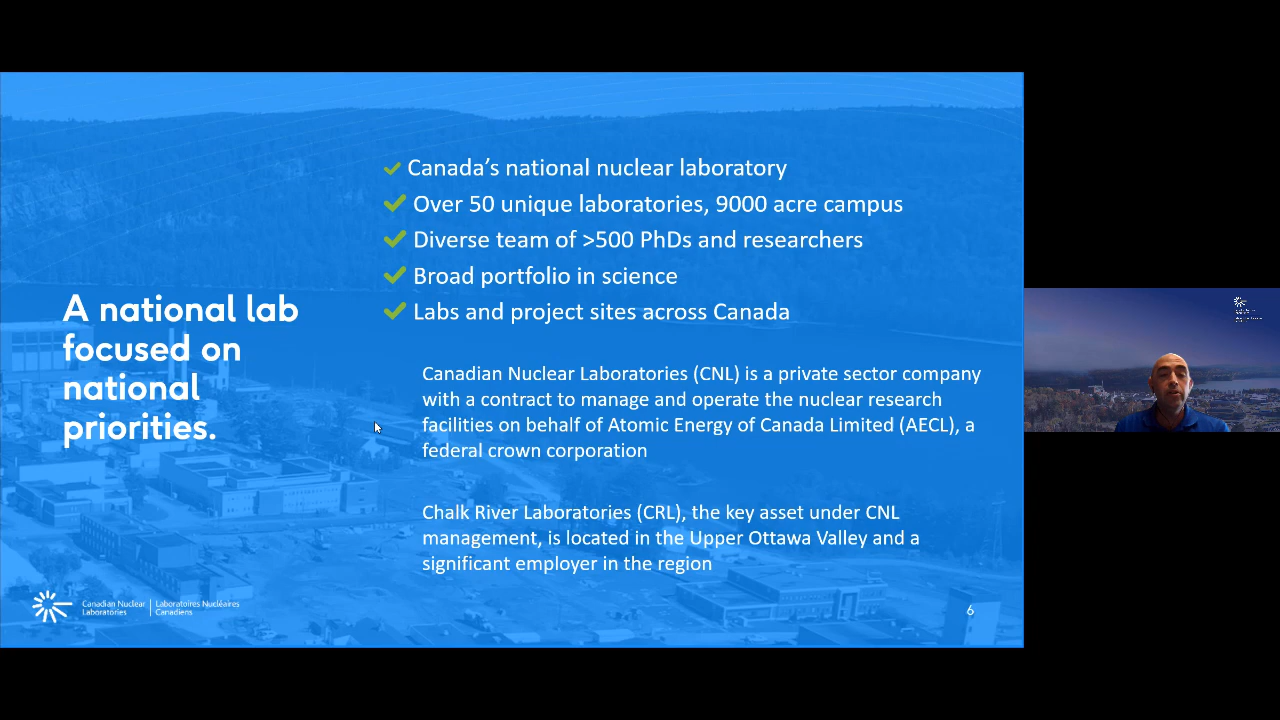 A national lab
focused on
national
priorities.
Canada's national nuclear laboratory
Over 50 unique laboratories, 9000 acre campus
Diverse team of >500 PhDs and researchers
Broad portfolio in science
Labs and project sites across Canada
Canadian Nuclear Laboratories (CNL) is a private sector company
with a contract to manage and operate the nuclear research
facilities on behalf of Atomic Energy of Canada Limited (AECL), a
federal crown corporation
Chalk River Laboratories (CRL), the key asset under CNL
management, is located in the Upper Ottawa Valley and a
significant employer in the region
Canadian Nuclear
Laboratories
Laboratoires Nucléaires
Canadiens
6